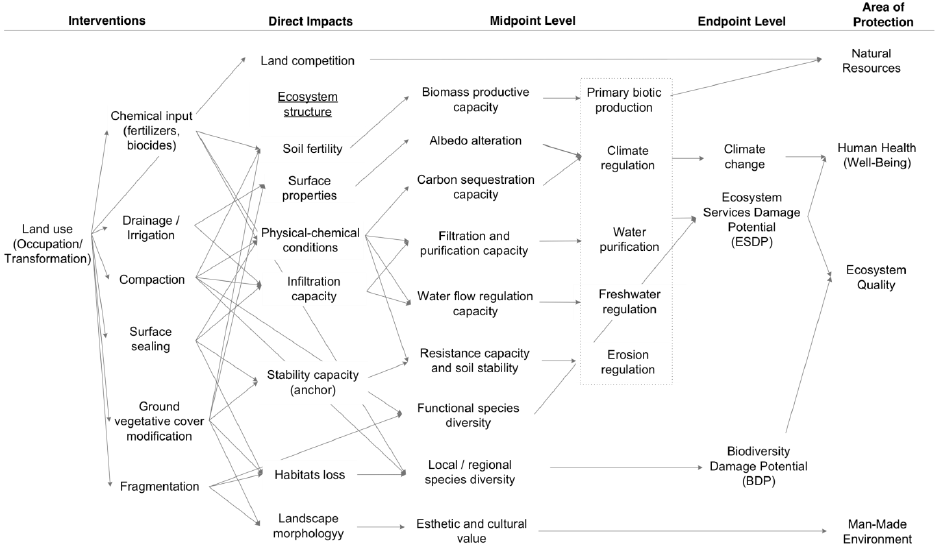 Interventions
Direct Impacts
Midpoint Level
Endpoint Level
Area of
Protection
Land use
(Occupation/
Transformation)
Chemical input
(fertilizers,
biocides)
Drainage /
Irrigation
Compaction
Surface
sealing
Ground
vegetative cover
modification
Fragmentation
Land competition
Ecosystem
structure
Soil fertility
Surface
properties
Physical-chemical
conditions
Infiltration
capacity
Stability capacity
(anchor)
Habitats loss
Landscape
morphologyy
Biomass productive
capacity
Albedo alteration
Carbon sequestration
capacity
Filtration and
purification capacity
Water flow regulation
capacity
Resistance capacity
and soil stability
Functional species
diversity
Local / regional
species diversity
Esthetic and cultural
value
Primary biotic
production
Climate
regulation
Water
purification
Freshwater
regulation
Erosion
regulation
Climate
change
Ecosystem
Services Damage
Potential
(ESDP)
Biodiversity
Damage Potential
(BDP)
Natural
Resources
Human Health
(Well-Being)
Ecosystem
Quality
Man-Made
Environment